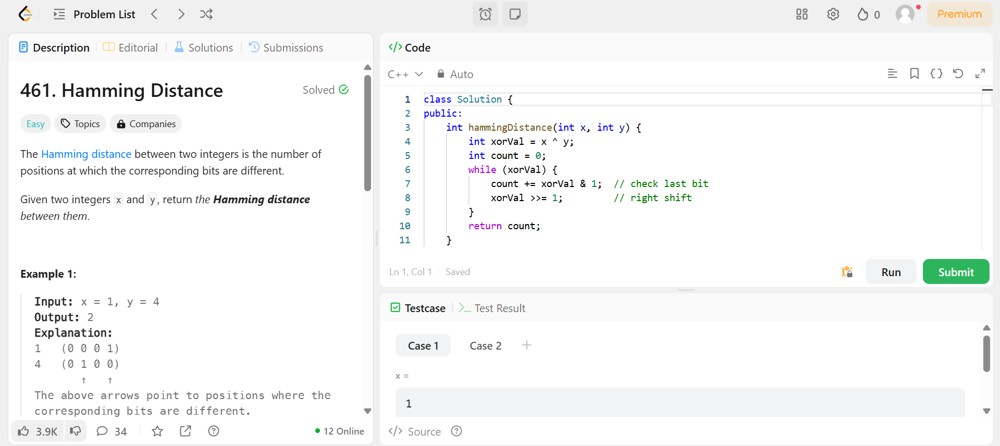 Problem List
0
Premium
Description
Editorial
Solutions
Submissions
461. Hamming Distance
Solved
Easy
Topics
Companies
The Hamming distance between two integers is the number of
positions at which the corresponding bits are different.
Given two integers x and y, return the Hamming distance
between them.
Example 1:
Input: x = 1, y = 4
Output: 2
Explanation:
1   (0 0 0 1)
4   (0 1 0 0)
↑   ↑
The above arrows point to positions where the
corresponding bits are different.
3.9K
34
12 Online
</> Code
C++
Auto
1 class Solution {
2 public:
3     int hammingDistance(int x, int y) {
4         int xorVal = x ^ y;
5         int count = 0;
6         while (xorVal) {
7             count += xorVal & 1;  // check last bit
8             xorVal >>= 1;         // right shift
9         }
10         return count;
11     }
Ln 1, Col 1
Saved
Run
Submit
Testcase
Test Result
Case 1
Case 2
+
x =
1
</> Source